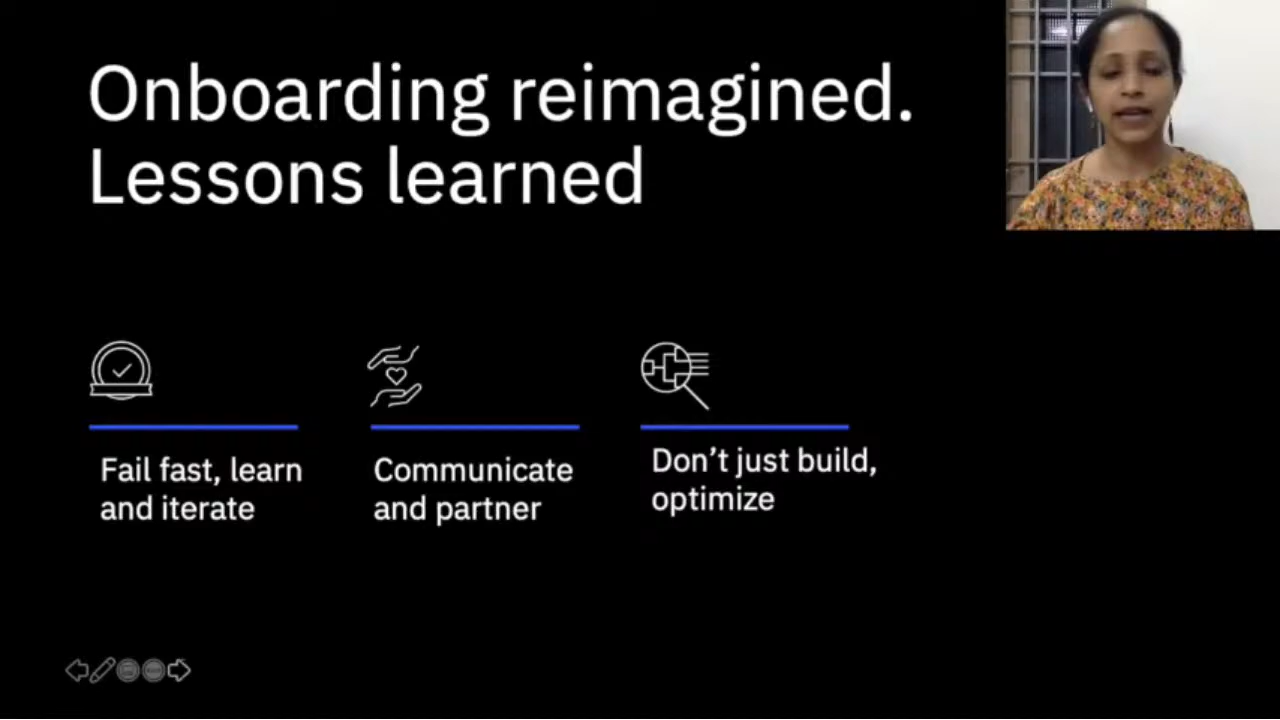 Onboarding reimagined.
Lessons learned
Fail fast, learn
and iterate
Communicate
and partner
Don’t just build,
optimize